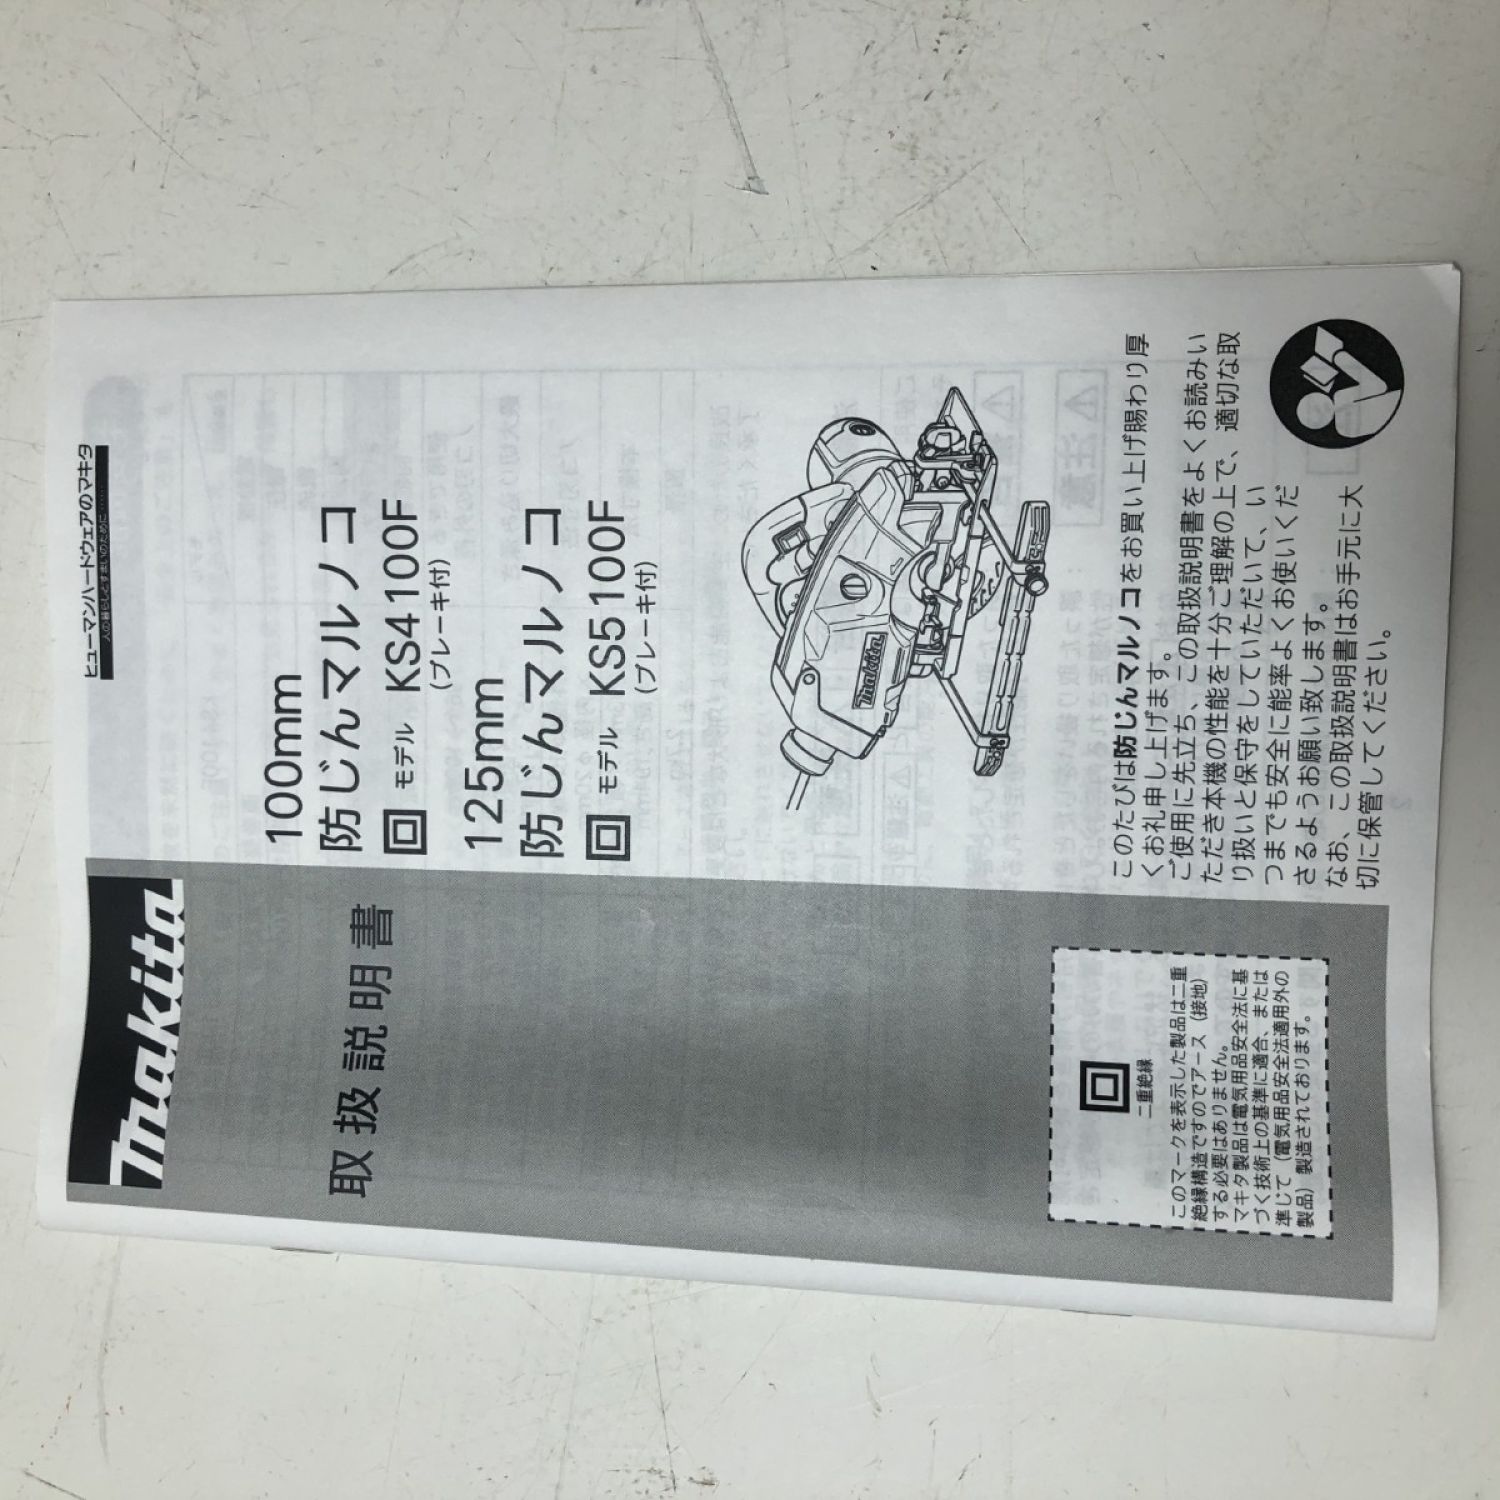 ヒューマンハードウェアのマキタ
人の暮らしと す まいのために……
makita
取扱説明書
100mm
防じんマルノコ
モデル KS4100F
(ブレーキ付)
125mm
防じんマルノコ
モデル KS5100F
(ブレーキ付)
makita
このたびは防じんマルノコをお買い上げ賜わり厚
くお礼申し上げます。
ご使用に先立ち、この取扱説明書をよくお読みい
ただき本機の性能を十分ご理解の上で、適切な取
り扱いと保守をしていただいて、い
つまでも安全に能率よくお使いくだ
さるようお願い致します。
なお、この取扱説明書はお手元に大
切に保管してください。
二重絶縁
このマークを表示した製品は二重
絶縁構造ですのでアース（接地）
する必要はありません。
マキタ製品は電気用品安全法に基
づく技術上の基準に適合、または
準じて（電気用品安全法適用外の
製品）製造されております。